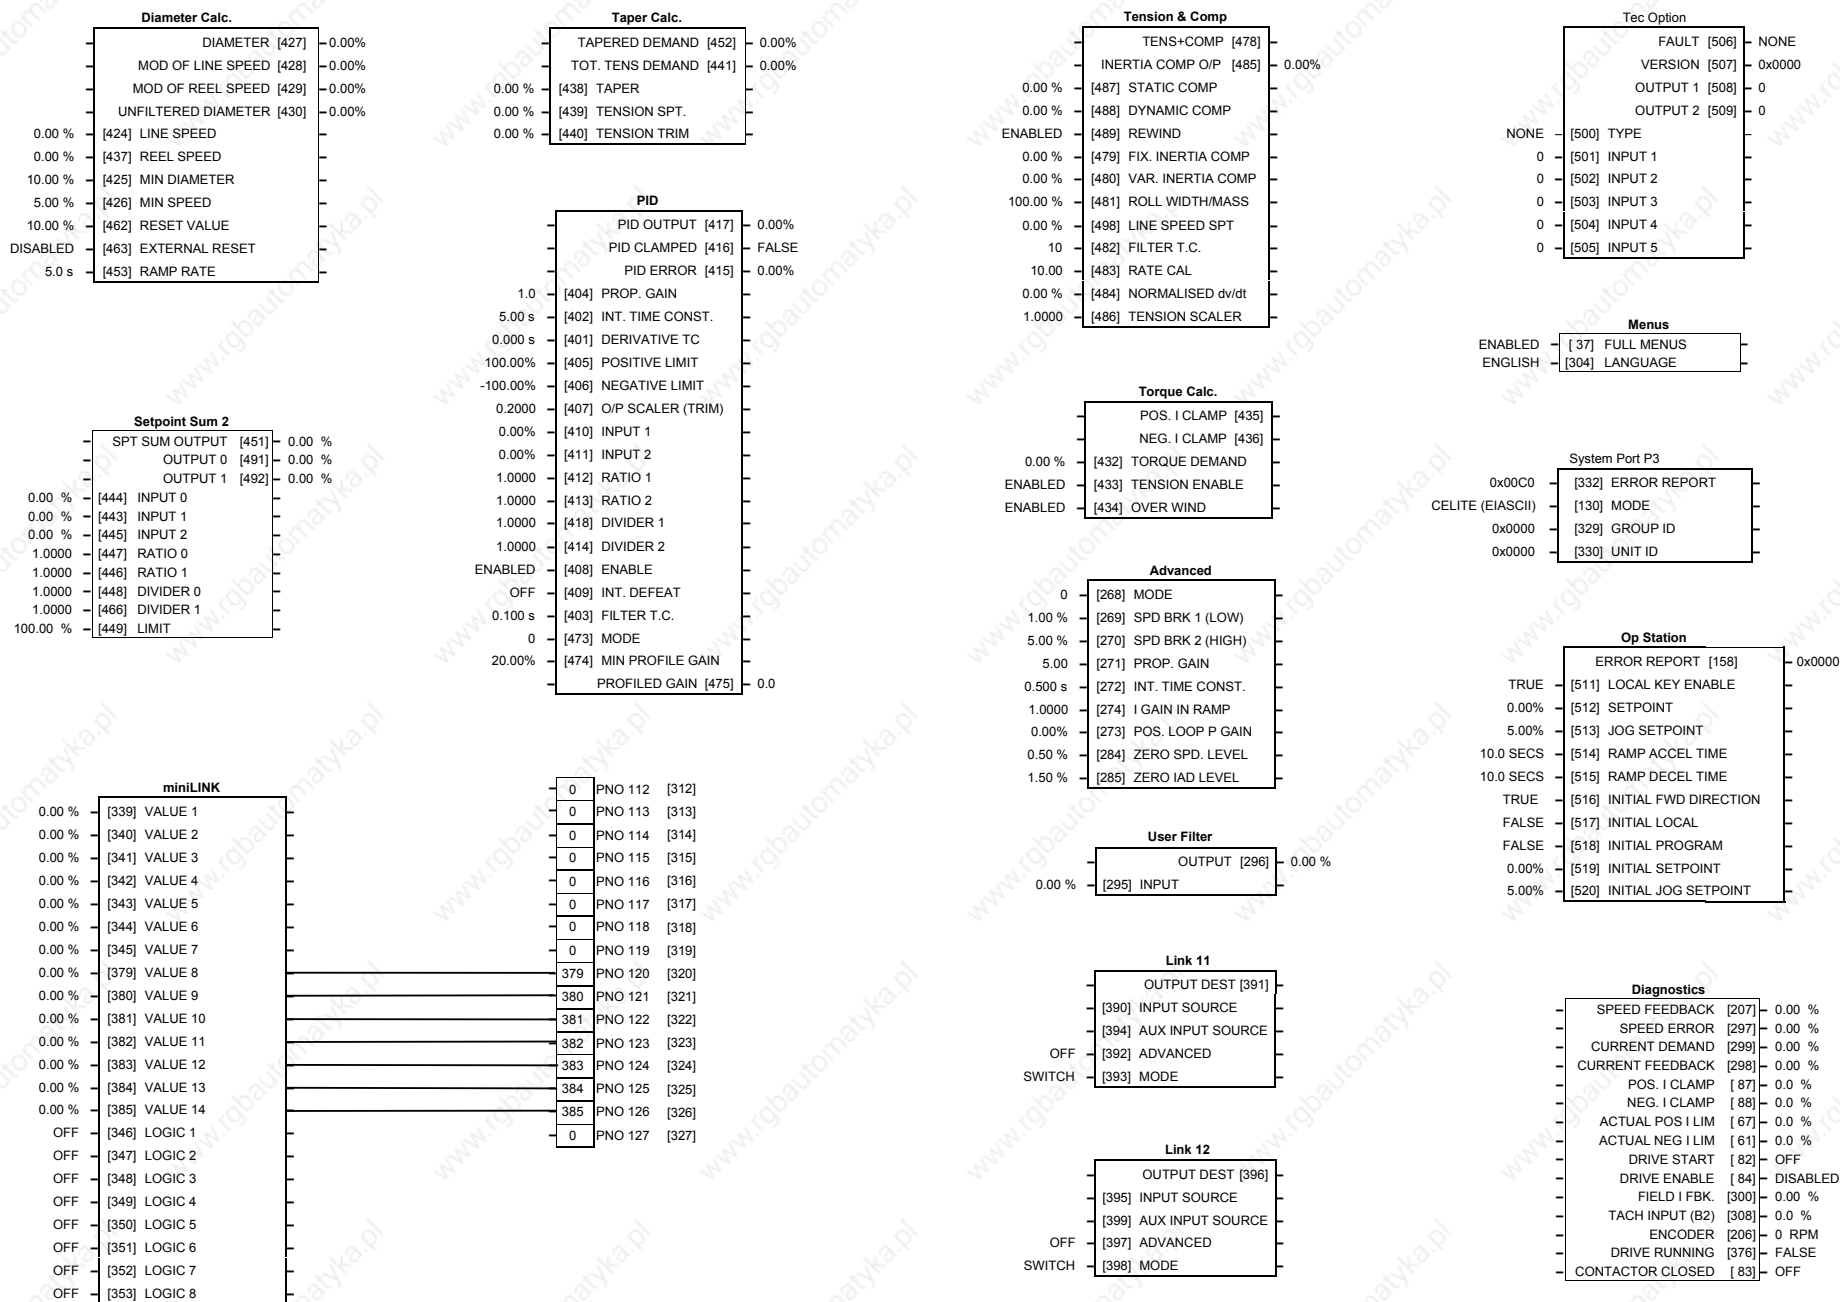 Diameter Calc.
DIAMETER [427] 0.00%
MOD OF LINE SPEED [428] 0.00%
MOD OF REEL SPEED [429] 0.00%
UNFILTERED DIAMETER [430] 0.00%
0.00 % [424] LINE SPEED
0.00 % [437] REEL SPEED
10.00 % [425] MIN DIAMETER
5.00 % [426] MIN SPEED
10.00 % [462] RESET VALUE
DISABLED [463] EXTERNAL RESET
5.0 s [453] RAMP RATE
Setpoint Sum 2
SPT SUM OUTPUT [451] 0.00 %
OUTPUT 0 [491] 0.00 %
OUTPUT 1 [492] 0.00 %
0.00 % [444] INPUT 0
0.00 % [443] INPUT 1
0.00 % [445] INPUT 2
1.0000 [447] RATIO 0
1.0000 [446] RATIO 1
1.0000 [448] DIVIDER 0
1.0000 [466] DIVIDER 1
100.00 % [449] LIMIT
miniLINK
0.00 % [339] VALUE 1
0.00 % [340] VALUE 2
0.00 % [341] VALUE 3
0.00 % [342] VALUE 4
0.00 % [343] VALUE 5
0.00 % [344] VALUE 6
0.00 % [345] VALUE 7
0.00 % [379] VALUE 8
0.00 % [380] VALUE 9
0.00 % [381] VALUE 10
0.00 % [382] VALUE 11
0.00 % [383] VALUE 12
0.00 % [384] VALUE 13
0.00 % [385] VALUE 14
OFF [346] LOGIC 1
OFF [347] LOGIC 2
OFF [348] LOGIC 3
OFF [349] LOGIC 4
OFF [350] LOGIC 5
OFF [351] LOGIC 6
OFF [352] LOGIC 7
OFF [353] LOGIC 8
Taper Calc.
TAPERED DEMAND [452] 0.00%
TOT. TENS DEMAND [441] 0.00%
0.00 % [438] TAPER
0.00 % [439] TENSION SPT.
0.00 % [440] TENSION TRIM
PID
PID OUTPUT [417] 0.00%
PID CLAMPED [416] FALSE
PID ERROR [415] 0.00%
1.0 [404] PROP. GAIN
5.00 s [402] INT. TIME CONST.
0.000 s [401] DERIVATIVE TC
100.00% [405] POSITIVE LIMIT
-100.00% [406] NEGATIVE LIMIT
0.2000 [407] O/P SCALER (TRIM)
0.00% [410] INPUT 1
0.00% [411] INPUT 2
1.0000 [412] RATIO 1
1.0000 [413] RATIO 2
1.0000 [418] DIVIDER 1
1.0000 [414] DIVIDER 2
ENABLED [408] ENABLE
OFF [409] INT. DEFEAT
0.100 s [403] FILTER T.C.
0 [473] MODE
20.00% [474] MIN PROFILE GAIN
PROFILED GAIN [475] 0.0
0 PNO 112 [312]
0 PNO 113 [313]
0 PNO 114 [314]
0 PNO 115 [315]
0 PNO 116 [316]
0 PNO 117 [317]
0 PNO 118 [318]
0 PNO 119 [319]
379 PNO 120 [320]
380 PNO 121 [321]
381 PNO 122 [322]
382 PNO 123 [323]
383 PNO 124 [324]
384 PNO 125 [325]
385 PNO 126 [326]
0 PNO 127 [327]
Tension & Comp
TENS+COMP [478]
INERTIA COMP O/P [485] 0.00%
0.00 % [487] STATIC COMP
0.00 % [488] DYNAMIC COMP
ENABLED [489] REWIND
0.00 % [479] FIX. INERTIA COMP
0.00 % [480] VAR. INERTIA COMP
100.00 % [481] ROLL WIDTH/MASS
0.00 % [498] LINE SPEED SPT
10 [482] FILTER T.C.
10.00 [483] RATE CAL
0.00 % [484] NORMALISED dv/dt
1.0000 [486] TENSION SCALER
Torque Calc.
POS. I CLAMP [435]
NEG. I CLAMP [436]
0.00 % [432] TORQUE DEMAND
ENABLED [433] TENSION ENABLE
ENABLED [434] OVER WIND
Advanced
0 [268] MODE
1.00 % [269] SPD BRK 1 (LOW)
5.00 % [270] SPD BRK 2 (HIGH)
5.00 [271] PROP. GAIN
0.500 s [272] INT. TIME CONST.
1.0000 [274] I GAIN IN RAMP
0.00% [273] POS. LOOP P GAIN
0.50 % [284] ZERO SPD. LEVEL
1.50 % [285] ZERO IAD LEVEL
User Filter
OUTPUT [296] 0.00 %
0.00 % [295] INPUT
Link 11
OUTPUT DEST [391]
[390] INPUT SOURCE
[394] AUX INPUT SOURCE
OFF [392] ADVANCED
SWITCH [393] MODE
Link 12
OUTPUT DEST [396]
[395] INPUT SOURCE
[399] AUX INPUT SOURCE
OFF [397] ADVANCED
SWITCH [398] MODE
Tec Option
FAULT [506] NONE
VERSION [507] 0x0000
OUTPUT 1 [508] 0
OUTPUT 2 [509] 0
NONE [500] TYPE
0 [501] INPUT 1
0 [502] INPUT 2
0 [503] INPUT 3
0 [504] INPUT 4
0 [505] INPUT 5
Menus
ENABLED [ 37] FULL MENUS
ENGLISH [304] LANGUAGE
System Port P3
0x00C0 [332] ERROR REPORT
CELITE (EIASCII) [130] MODE
0x0000 [329] GROUP ID
0x0000 [330] UNIT ID
Op Station
ERROR REPORT [158] 0x0000
TRUE [511] LOCAL KEY ENABLE
0.00% [512] SETPOINT
5.00% [513] JOG SETPOINT
10.0 SECS [514] RAMP ACCEL TIME
10.0 SECS [515] RAMP DECEL TIME
TRUE [516] INITIAL FWD DIRECTION
FALSE [517] INITIAL LOCAL
FALSE [518] INITIAL PROGRAM
0.00% [519] INITIAL SETPOINT
5.00% [520] INITIAL JOG SETPOINT
Diagnostics
SPEED FEEDBACK [207] 0.00 %
SPEED ERROR [297] 0.00 %
CURRENT DEMAND [299] 0.00 %
CURRENT FEEDBACK [298] 0.00 %
POS. I CLAMP [ 87] 0.0 %
NEG. I CLAMP [ 88] 0.0 %
ACTUAL POS I LIM [ 67] 0.0 %
ACTUAL NEG I LIM [ 61] 0.0 %
DRIVE START [ 82] OFF
DRIVE ENABLE [ 84] DISABLED
FIELD I FBK. [300] 0.00 %
TACH INPUT (B2) [308] 0.0 %
ENCODER [206] 0 RPM
DRIVE RUNNING [376] FALSE
CONTACTOR CLOSED [ 83] OFF
www.rgbautomatyka.pl